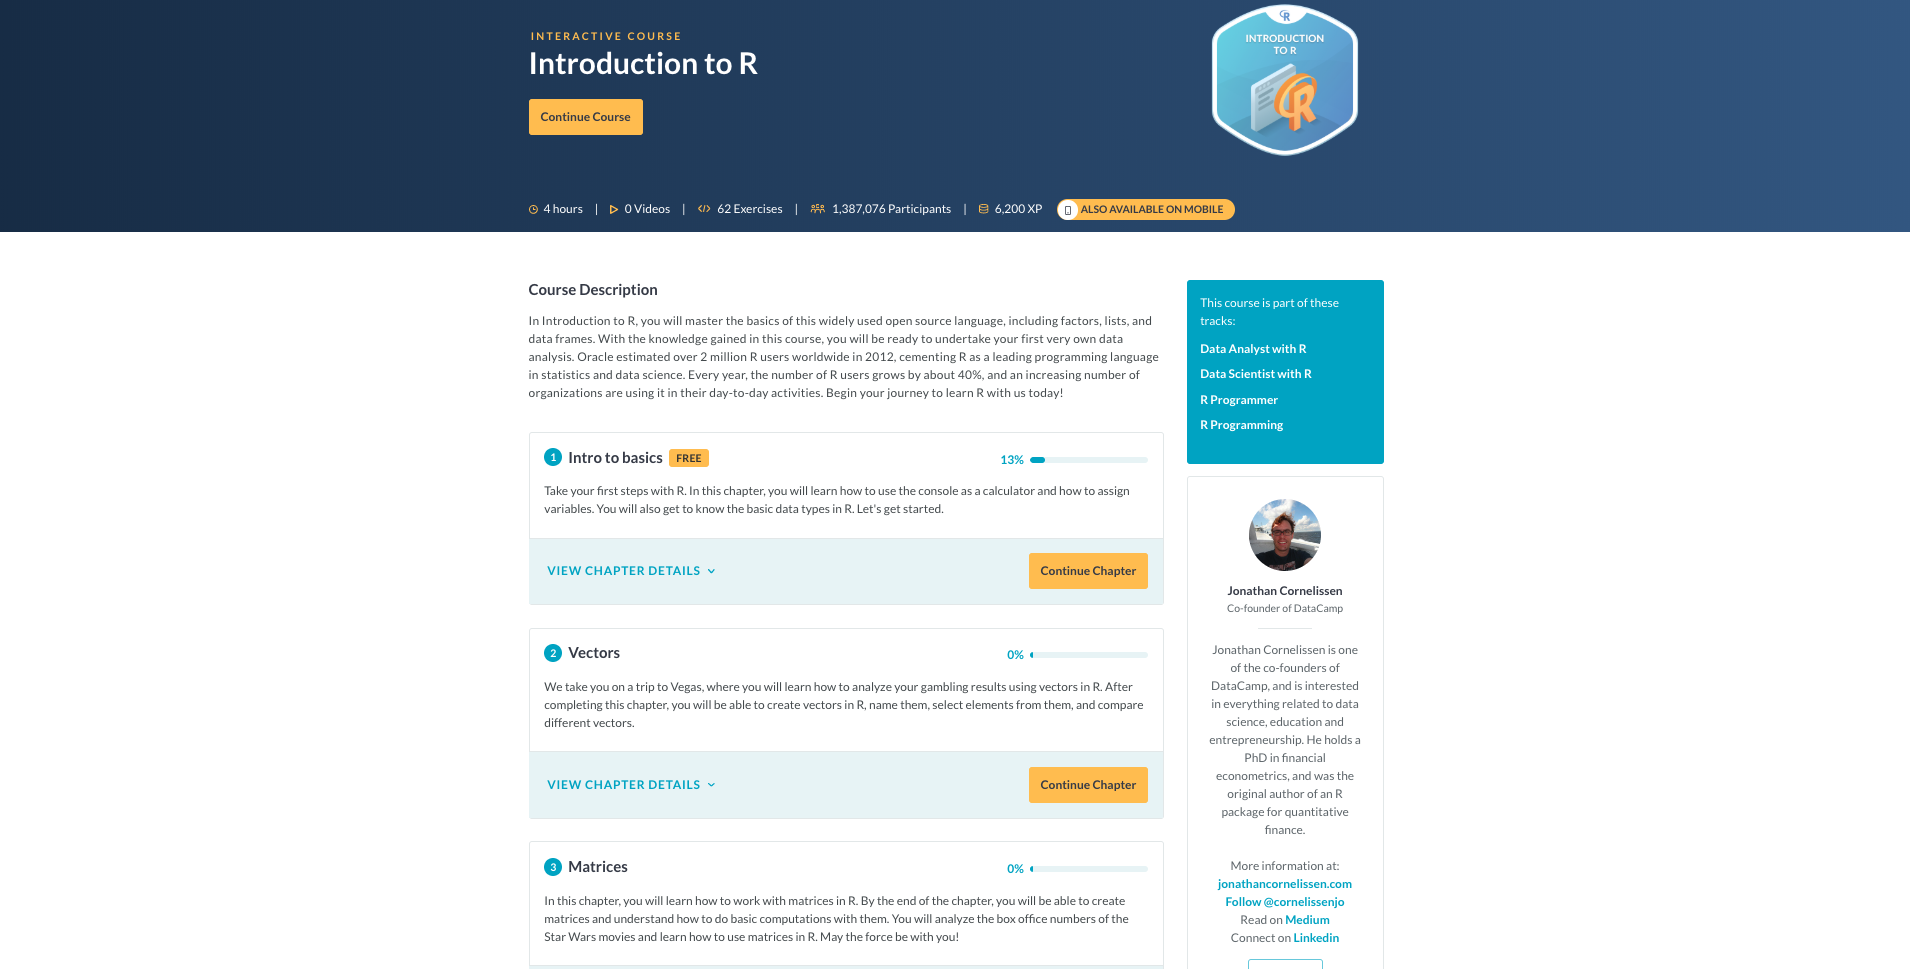 INTERACTIVE COURSE
Introduction to R
Continue Course
R
INTRODUCTION
TO R
R
4 hours | 0 Videos | 62 Exercises | 1,387,076 Participants | 6,200 XP ALSO AVAILABLE ON MOBILE
Course Description
In Introduction to R, you will master the basics of this widely used open source language, including factors, lists, and
data frames. With the knowledge gained in this course, you will be ready to undertake your first very own data
analysis. Oracle estimated over 2 million R users worldwide in 2012, cementing R as a leading programming language
in statistics and data science. Every year, the number of R users grows by about 40%, and an increasing number of
organizations are using it in their day-to-day activities. Begin your journey to learn R with us today!
1 Intro to basics FREE 13%
Take your first steps with R. In this chapter, you will learn how to use the console as a calculator and how to assign
variables. You will also get to know the basic data types in R. Let's get started.
VIEW CHAPTER DETAILS Continue Chapter
2 Vectors 0%
We take you on a trip to Vegas, where you will learn how to analyze your gambling results using vectors in R. After
completing this chapter, you will be able to create vectors in R, name them, select elements from them, and compare
different vectors.
VIEW CHAPTER DETAILS Continue Chapter
3 Matrices 0%
In this chapter, you will learn how to work with matrices in R. By the end of the chapter, you will be able to create
matrices and understand how to do basic computations with them. You will analyze the box office numbers of the
Star Wars movies and learn how to use matrices in R. May the force be with you!
This course is part of these
tracks:
Data Analyst with R
Data Scientist with R
R Programmer
R Programming
Jonathan Cornelissen
Co-founder of DataCamp
Jonathan Cornelissen is one
of the co-founders of
DataCamp, and is interested
in everything related to data
science, education and
entrepreneurship. He holds a
PhD in financial
econometrics, and was the
original author of an R
package for quantitative
finance.
More information at:
jonathancornelissen.com
Follow @cornelissenjo
Read on Medium
Connect on Linkedin